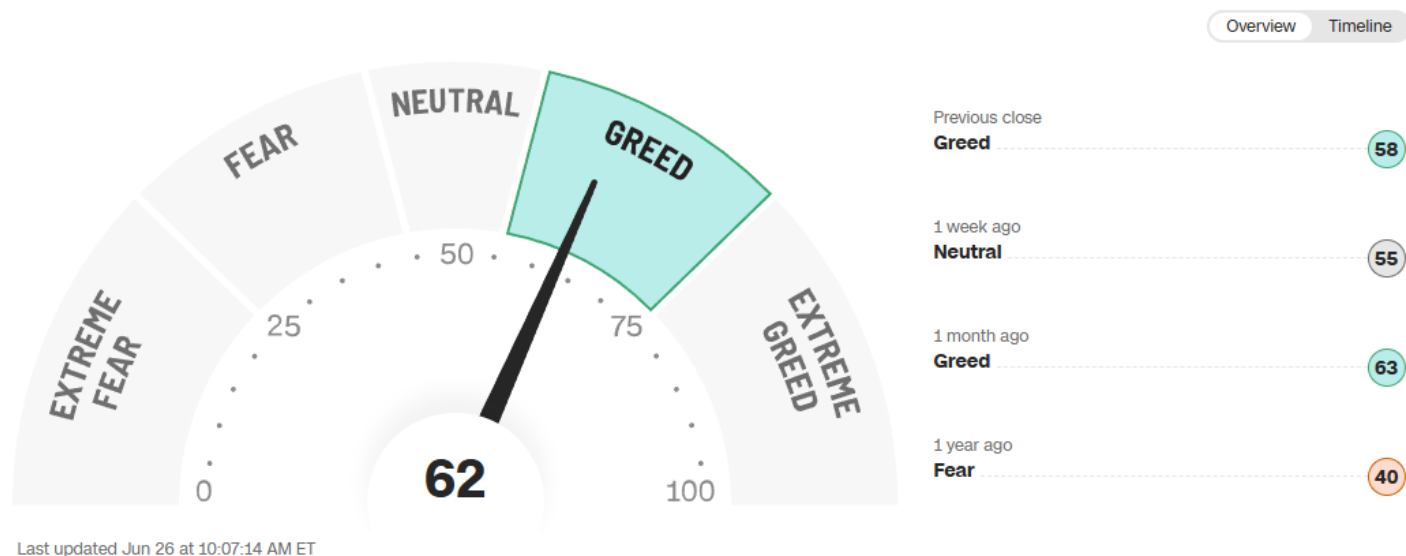 Overview Timeline
EXTREME FEAR
FEAR
NEUTRAL
GREED
EXTREME GREED
0
25
50
75
100
62
Last updated Jun 26 at 10:07:14 AM ET
Previous close
Greed 58
1 week ago
Neutral 55
1 month ago
Greed 63
1 year ago
Fear 40